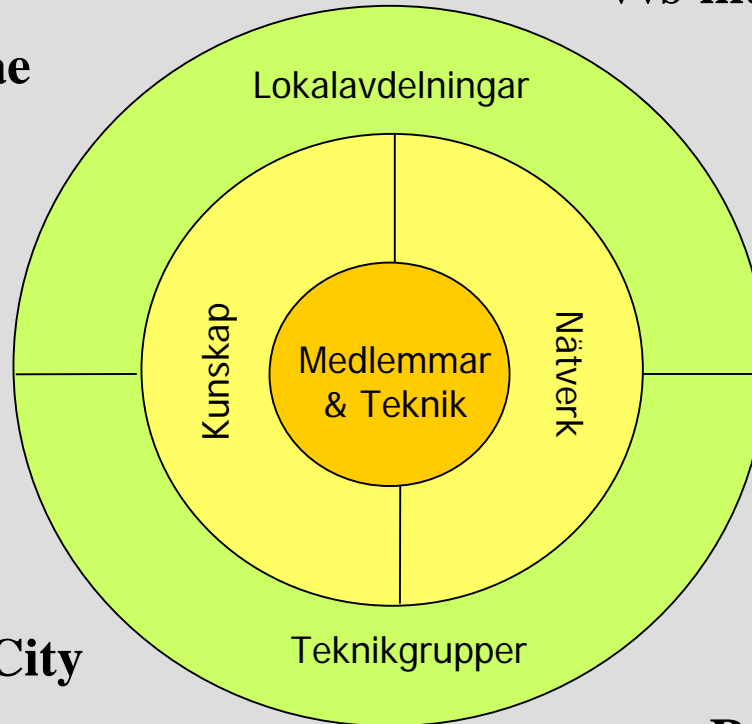 Lokalavdelningar
Kunskap
Medlemmar
& Teknik
Nätverk
City
Teknikgrupper